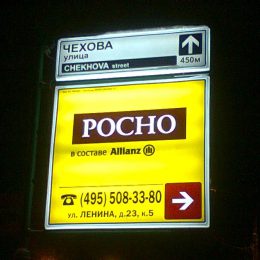 ЧЕХОВА
улица
CHEKHOVA street
450м
РОСНО
в составе Allianz
(495) 508-33-80
ул. ЛЕНИНА, д.23, к.5